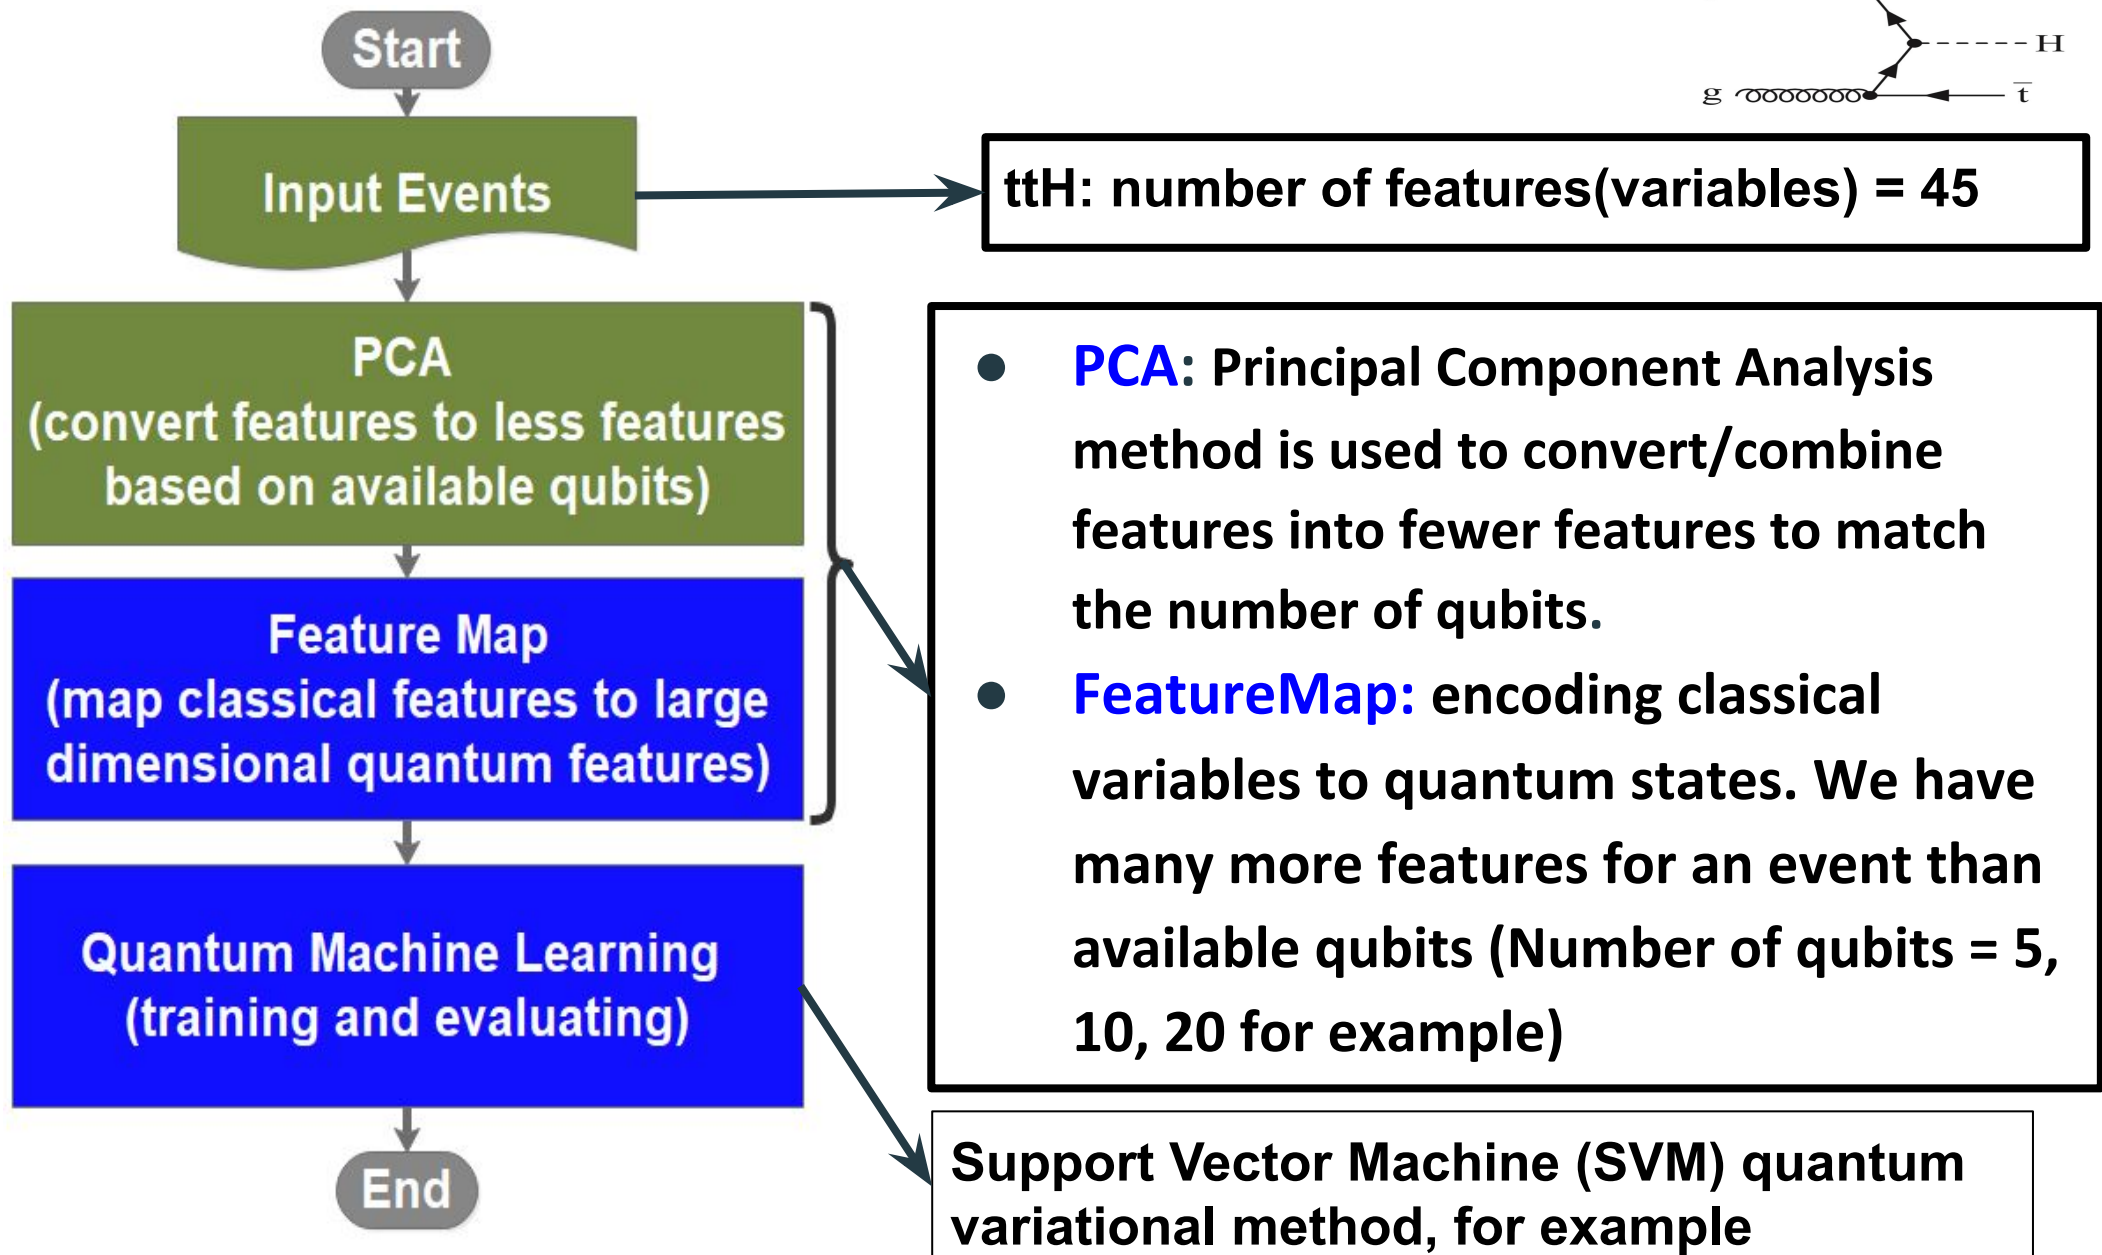 Start
Input Events
PCA
(convert features to less features
based on available qubits)
Feature Map
(map classical features to large
dimensional quantum features)
Quantum Machine Learning
(training and evaluating)
End
H
g
t̅
ttH: number of features(variables) = 45
● PCA: Principal Component Analysis
method is used to convert/combine
features into fewer features to match
the number of qubits.
● FeatureMap: encoding classical
variables to quantum states. We have
many more features for an event than
available qubits (Number of qubits = 5,
10, 20 for example)
Support Vector Machine (SVM) quantum
variational method, for example